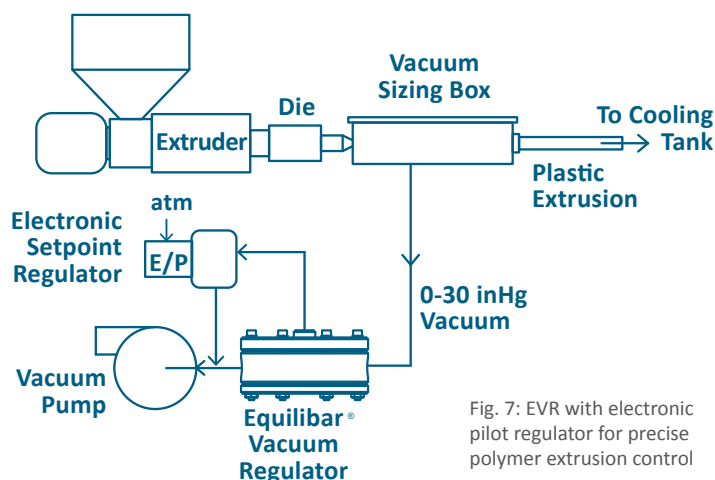 Vacuum
Sizing Box
Die
To Cooling
Tank
Extruder
Plastic
Extrusion
atm
Electronic
Setpoint
Regulator
E/P
0-30 inHg
Vacuum
Vacuum
Pump
Equilibar®
Vacuum
Regulator
Fig. 7: EVR with electronic
pilot regulator for precise
polymer extrusion control